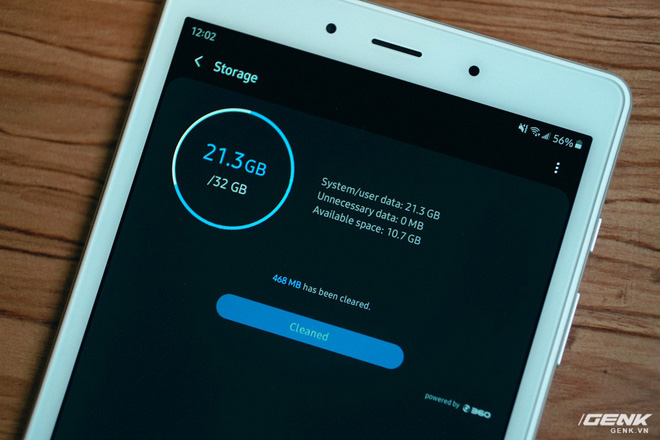 12:02
56%
Storage
21.3 GB
/32 GB
System/user data: 21.3 GB
Unnecessary data: 0 MB
Available space: 10.7 GB
468 MB has been cleared.
Cleaned
powered by 360
GENK
GENK.VN